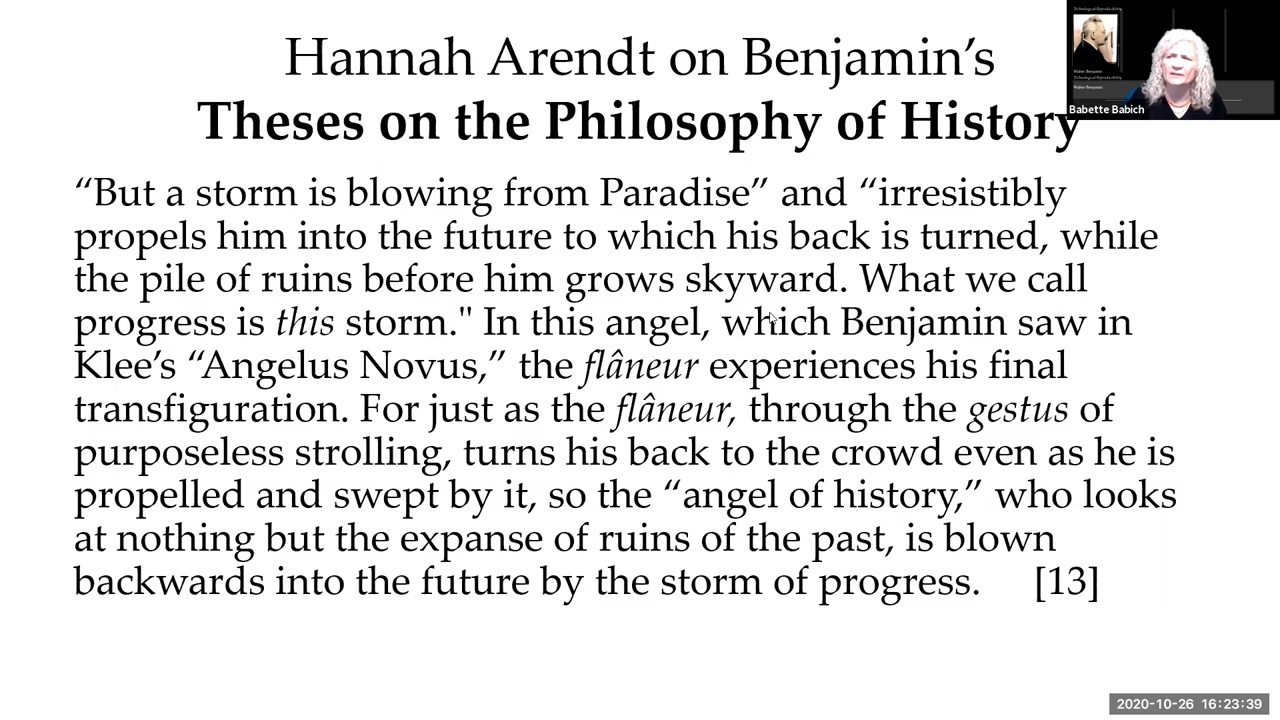 Hannah Arendt on Benjamin’s
Theses on the Philosophy of History
“But a storm is blowing from Paradise” and “irresistibly
propels him into the future to which his back is turned, while
the pile of ruins before him grows skyward. What we call
progress is this storm." In this angel, which Benjamin saw in
Klee’s “Angelus Novus,” the flâneur experiences his final
transfiguration. For just as the flâneur, through the gestus of
purposeless strolling, turns his back to the crowd even as he is
propelled and swept by it, so the “angel of history,” who looks
at nothing but the expanse of ruins of the past, is blown
backwards into the future by the storm of progress. [13]
Walter Benjamin
Walter Benjamin
Babette Babich
2020-10-26 16:23:39